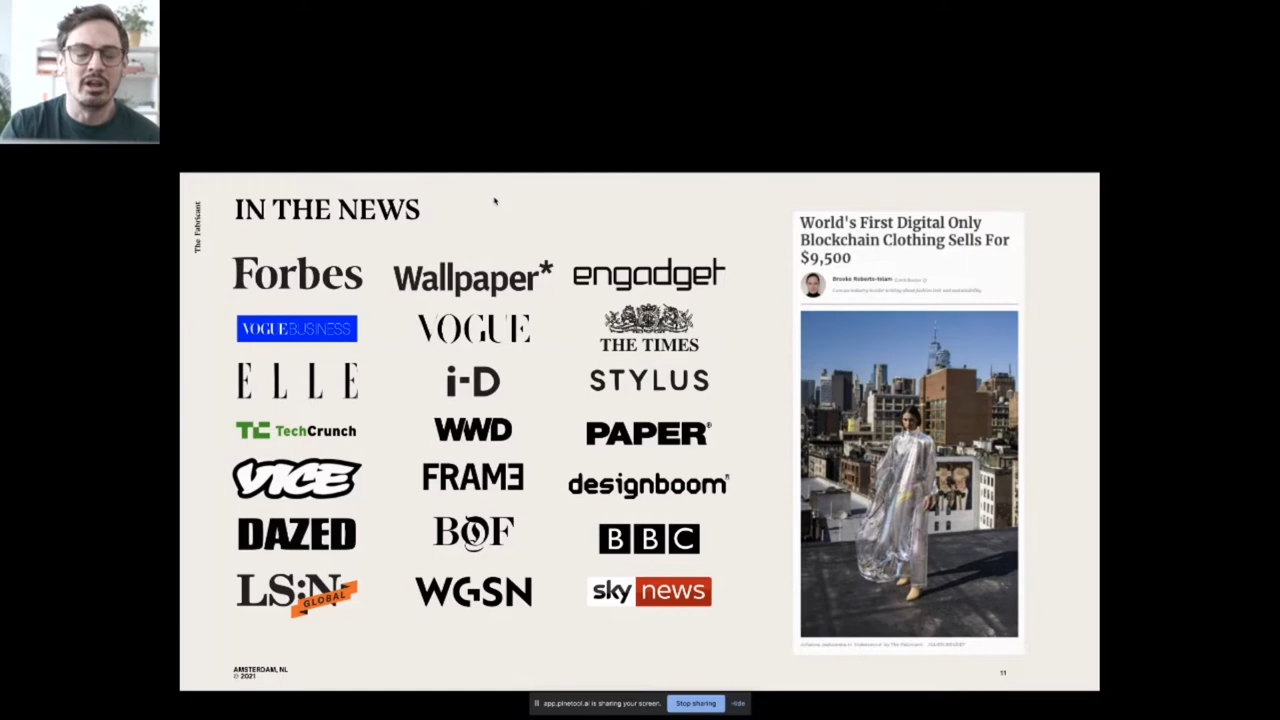 The Fabricant
IN THE NEWS
Forbes
Wallpaper*
engadget
VOGUE BUSINESS
VOGUE
THE TIMES
ELLE
i-D
STYLUS
TC TechCrunch
WWD
PAPER®
VICE
FRAME
designboom®
DAZED
BOF
BBC
LS:N GLOBAL
WGSN
sky news
World's First Digital Only
Blockchain Clothing Sells For
$9,500
Brooke Roberts-Islam Contributor
AMSTERDAM, NL
© 2021
11
app.pinetool.ai is sharing your screen.
Stop sharing
Hide